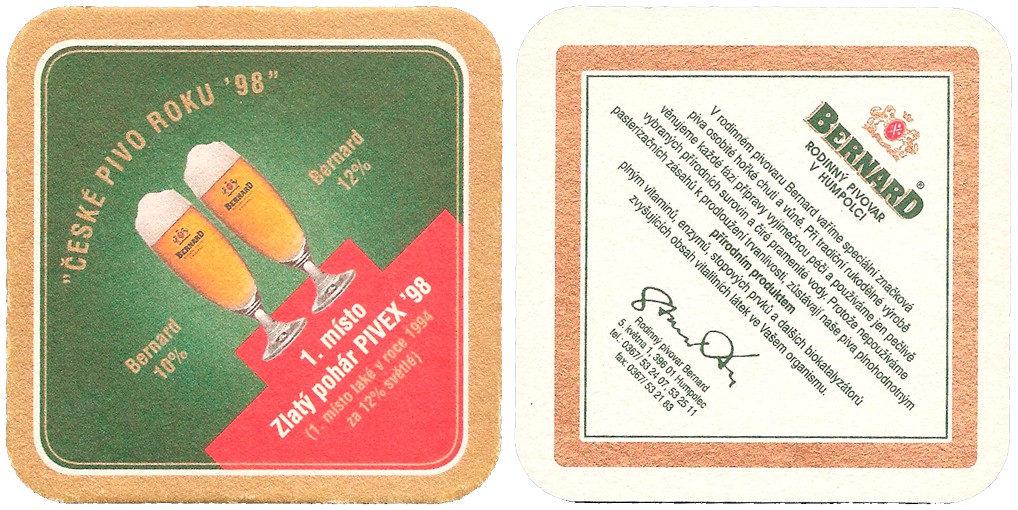 "ČESKÉ PIVO ROKU '98"
Bernard
12%
BERNARD
BERNARD
Bernard
10%
1. místo
Zlatý pohár PIVEX '98
(1. místo také v roce 1994
za 12% světlé)
BERNARD ®
RODINNÝ PIVOVAR
V HUMPOLCI
V rodinném pivovaru Bernard vaříme speciální značková
piva osobité hořké chuti a vůně. Při tradiční rukodělné výrobě
věnujeme každé fázi přípravy výjimečnou péči a používáme jen pečlivě
vybraných přírodních surovin a čiré pramenité vody. Protože nepoužíváme
pasterizačních zásahů k prodloužení trvanlivosti, zůstávají naše piva plnohodnotným
přírodním produktem
plným vitaminů, enzymů, stopových prvků a dalších biokatalyzátorů
zvyšujících obsah vitalitních látek ve Vašem organismu.
Rodinný pivovar Bernard
5. května 1, 396 01 Humpolec
tel.: 0367/ 53 24 07, 53 25 11
fax: 0367/ 53 21 83